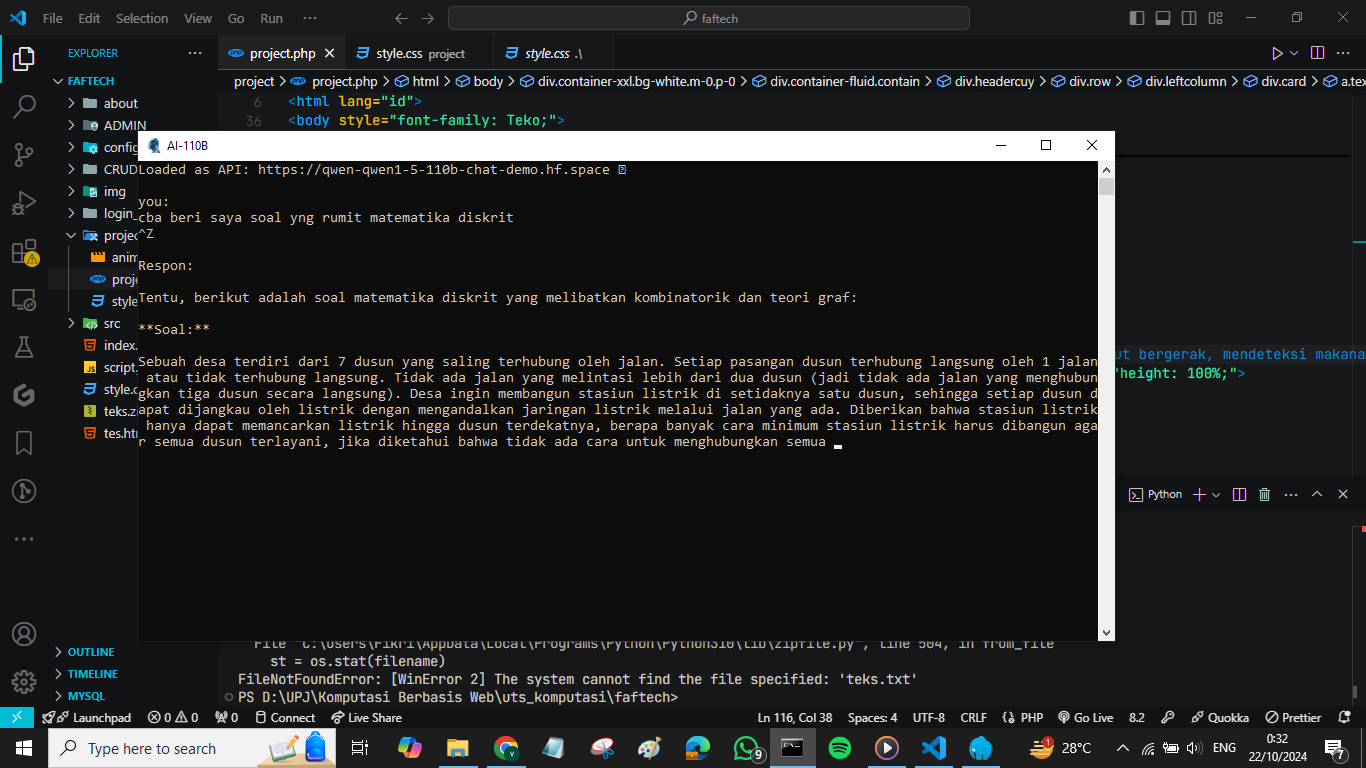 File Edit Selection View Go Run ··· faftech
EXPLORER ···
project.php style.css project style.css .\
FAFTECH
project > project.php > html > body > div.container-xxl.bg-white.m-0.p-0 > div.container-fluid.contain > div.headercuy > div.row > div.leftcolumn > div.card > a.tex
about
6 <html lang="id">
ADMIN
36 <body style="font-family: Teko;">
config
CRUD
img
login_
projec
anim
proje
style
src
index.
script.
style.c
teks.zi
tes.ht
AI-110B
Loaded as API: https://qwen-qwen1-5-110b-chat-demo.hf.space
you:
cba beri saya soal yng rumit matematika diskrit
^Z
Respon:
Tentu, berikut adalah soal matematika diskrit yang melibatkan kombinatorik dan teori graf:
**Soal:**
Sebuah desa terdiri dari 7 dusun yang saling terhubung oleh jalan. Setiap pasangan dusun terhubung langsung oleh 1 jalan
atau tidak terhubung langsung. Tidak ada jalan yang melintasi lebih dari dua dusun (jadi tidak ada jalan yang menghubun
gkan tiga dusun secara langsung). Desa ingin membangun stasiun listrik di setidaknya satu dusun, sehingga setiap dusun d
apat dijangkau oleh listrik dengan mengandalkan jaringan listrik melalui jalan yang ada. Diberikan bahwa stasiun listrik
hanya dapat memancarkan listrik hingga dusun terdekatnya, berapa banyak cara minimum stasiun listrik harus dibangun aga
r semua dusun terlayani, jika diketahui bahwa tidak ada cara untuk menghubungkan semua
ut bergerak, mendeteksi makana
"height: 100%;">
Python
File "C:\Users\Fikri\AppData\Local\Programs\Python\Python310\lib\zipfile.py", line 504, in from_file
st = os.stat(filename)
FileNotFoundError: [WinError 2] The system cannot find the file specified: 'teks.txt'
PS D:\UPJ\Komputasi Berbasis Web\uts_komputasi\faftech>
OUTLINE
TIMELINE
MYSQL
Launchpad 0 0 0 Connect Live Share Ln 116, Col 38 Spaces: 4 UTF-8 CRLF PHP Go Live 8.2 Quokka Prettier
Type here to search 9 1 28°C ENG 0:32 7
22/10/2024